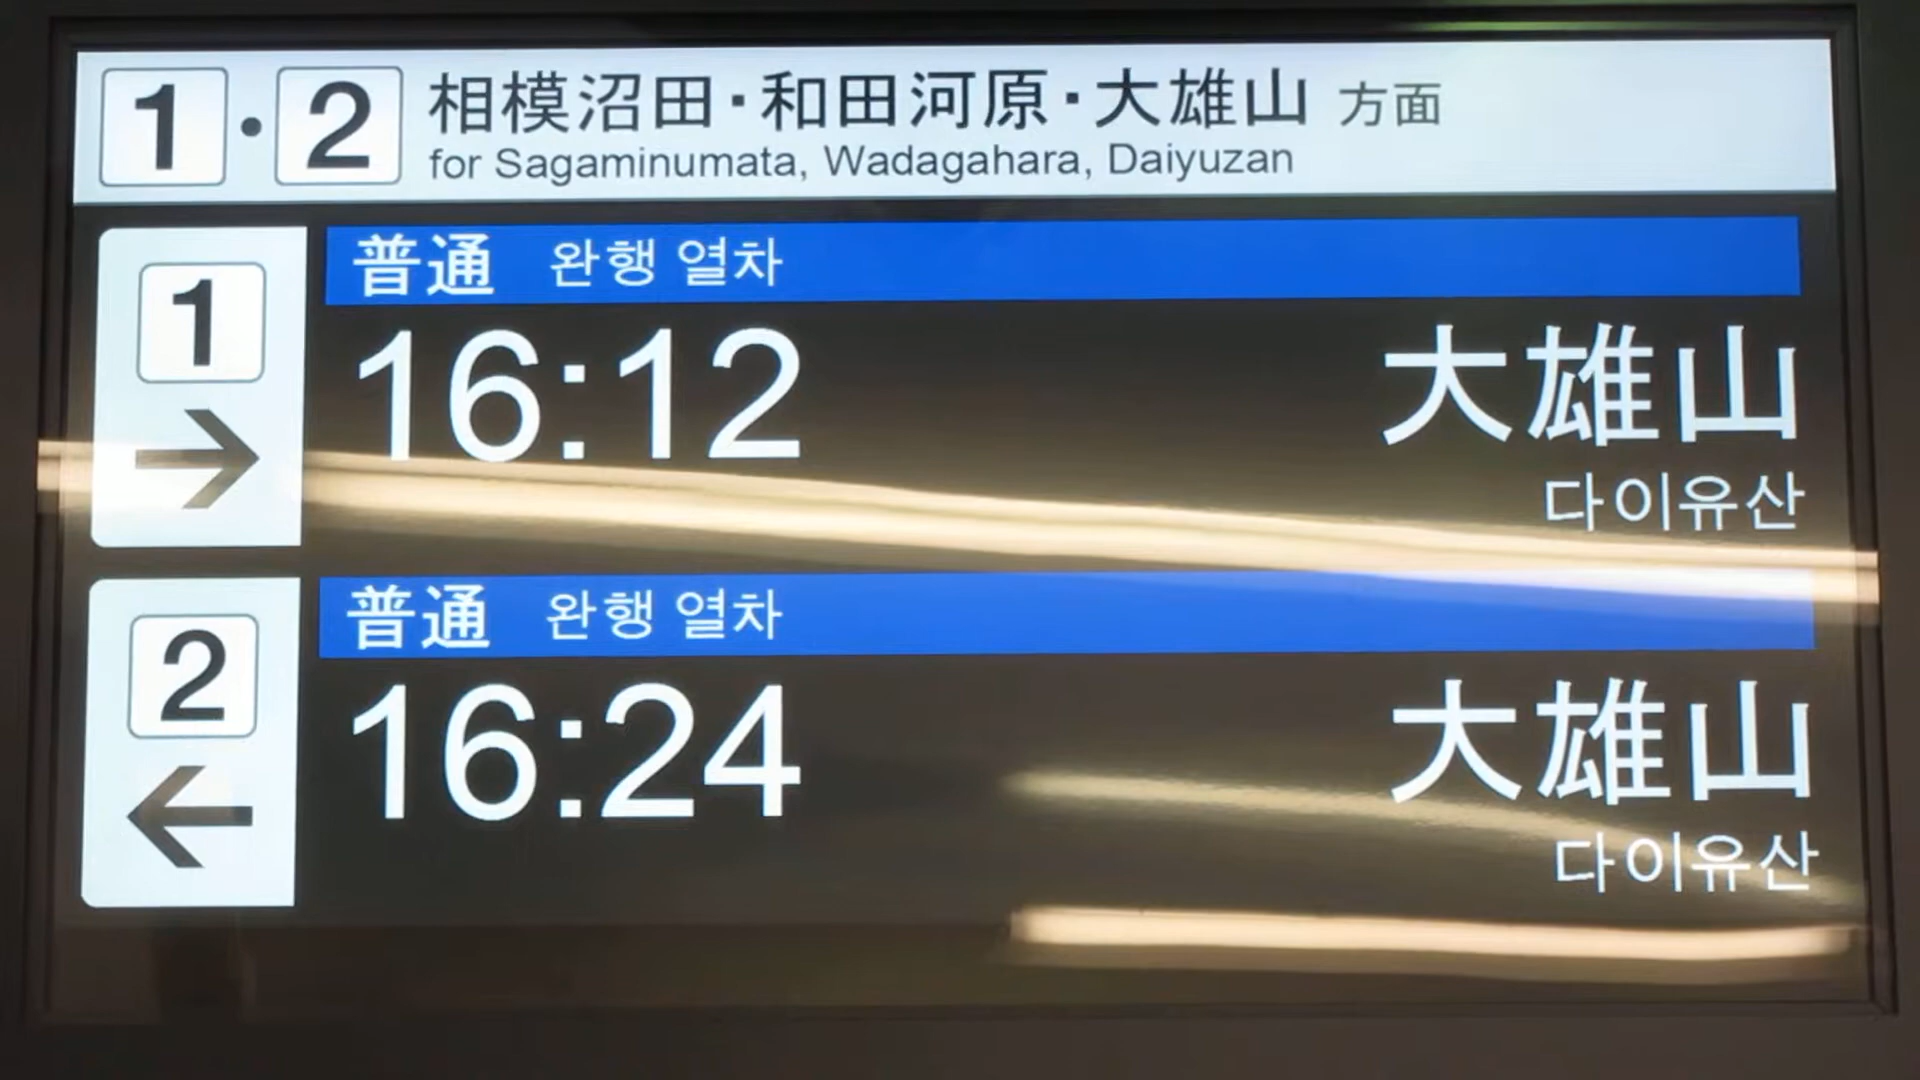 1・2 相模沼田・和田河原・大雄山 方面
for Sagaminumata, Wadagahara, Daiyuzan
1 普通 완행 열차
→ 16:12 大雄山
다이유산
2 普通 완행 열차
← 16:24 大雄山
다이유산